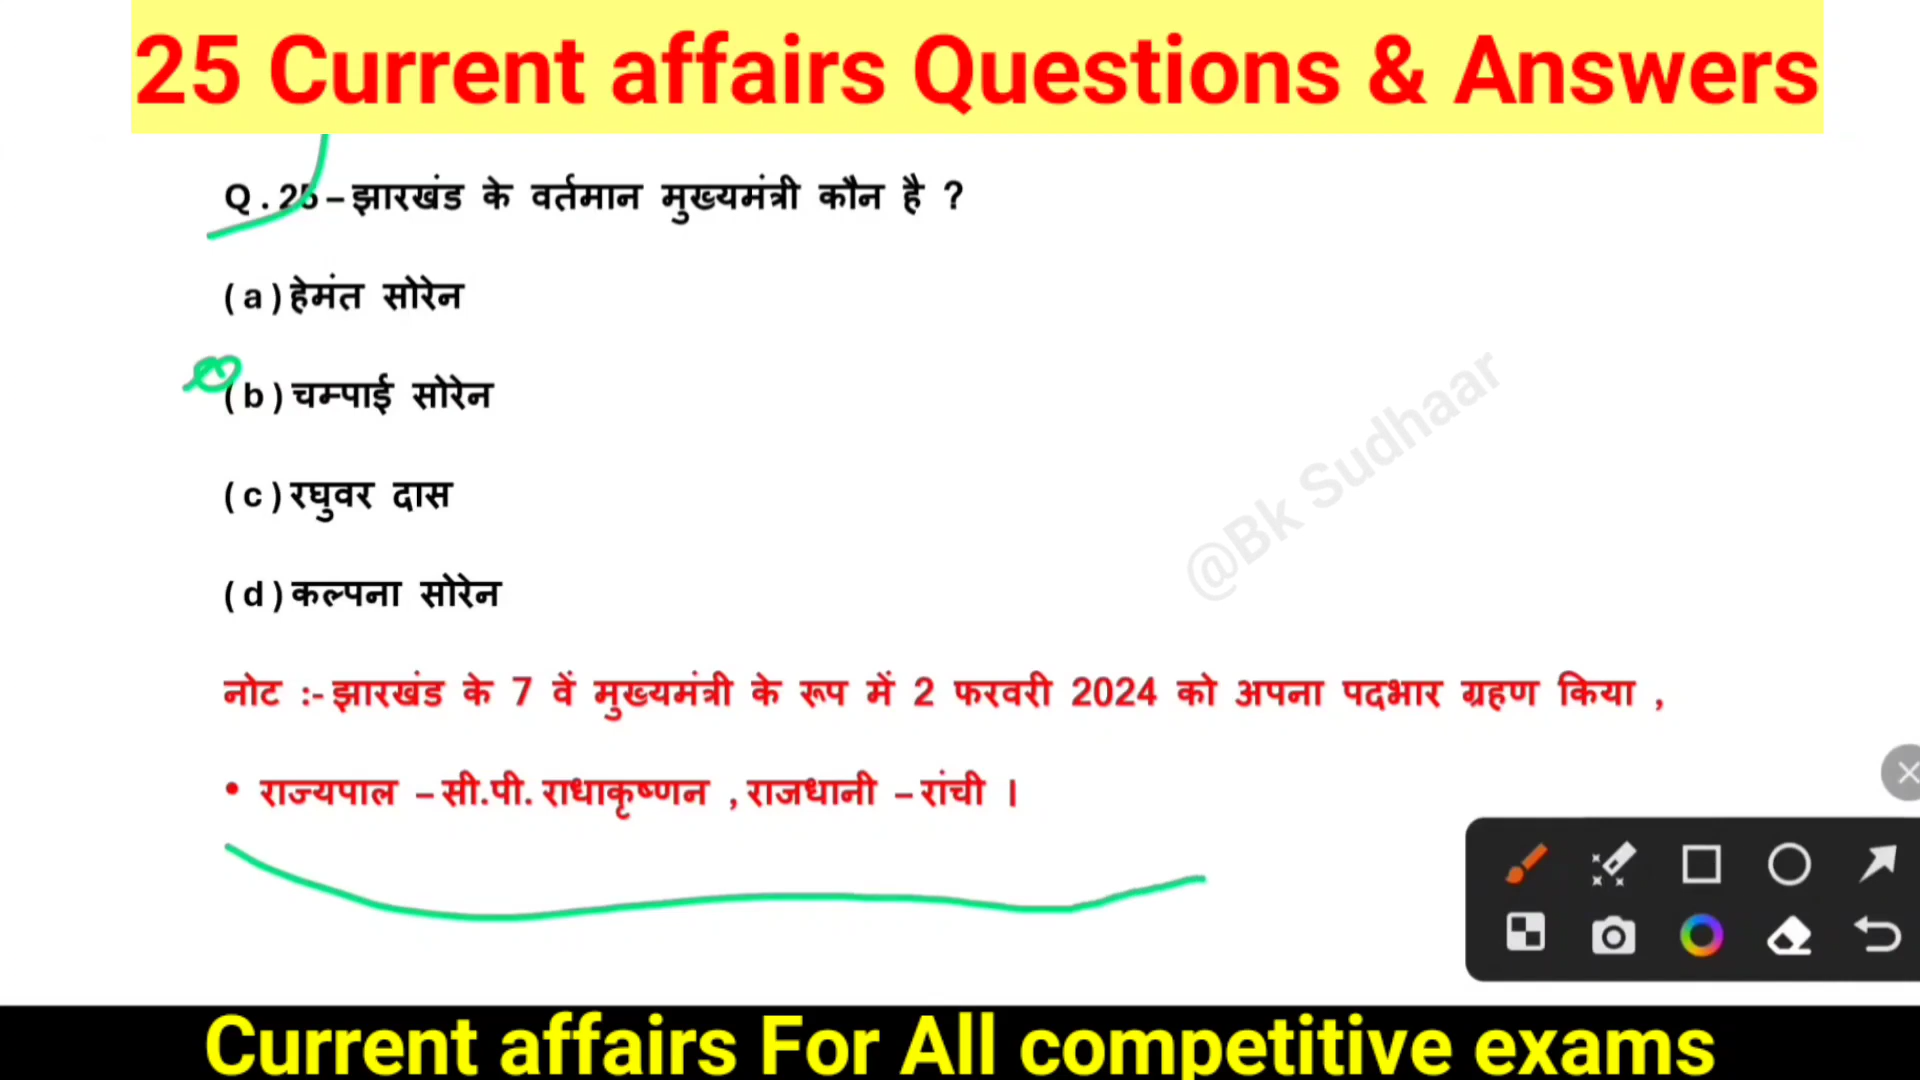 25 Current affairs Questions & Answers
Q.25–झारखंड के वर्तमान मुख्यमंत्री कौन है ?
(a)हेमंत सोरेन
(b)चम्पाई सोरेन
(c)रघुवर दास
(d)कल्पना सोरेन
@Bk Sudhaar
नोट :-झारखंड के 7 वें मुख्यमंत्री के रूप में 2 फरवरी 2024 को अपना पदभार ग्रहण किया ,
• राज्यपाल –सी.पी. राधाकृष्णन ,राजधानी –रांची ।
Current affairs For All competitive exams